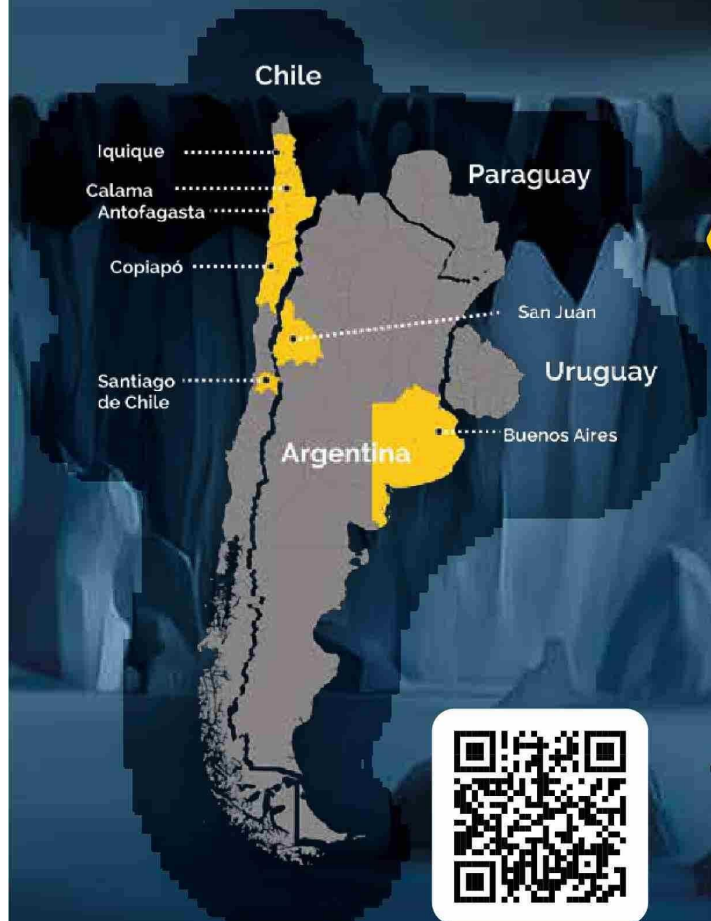 Chile
Iquique
Paraguay
Calama
Antofagasta
Copiapó
San Juan
Uruguay
Santiago
de Chile
Buenos Aires
Argentina